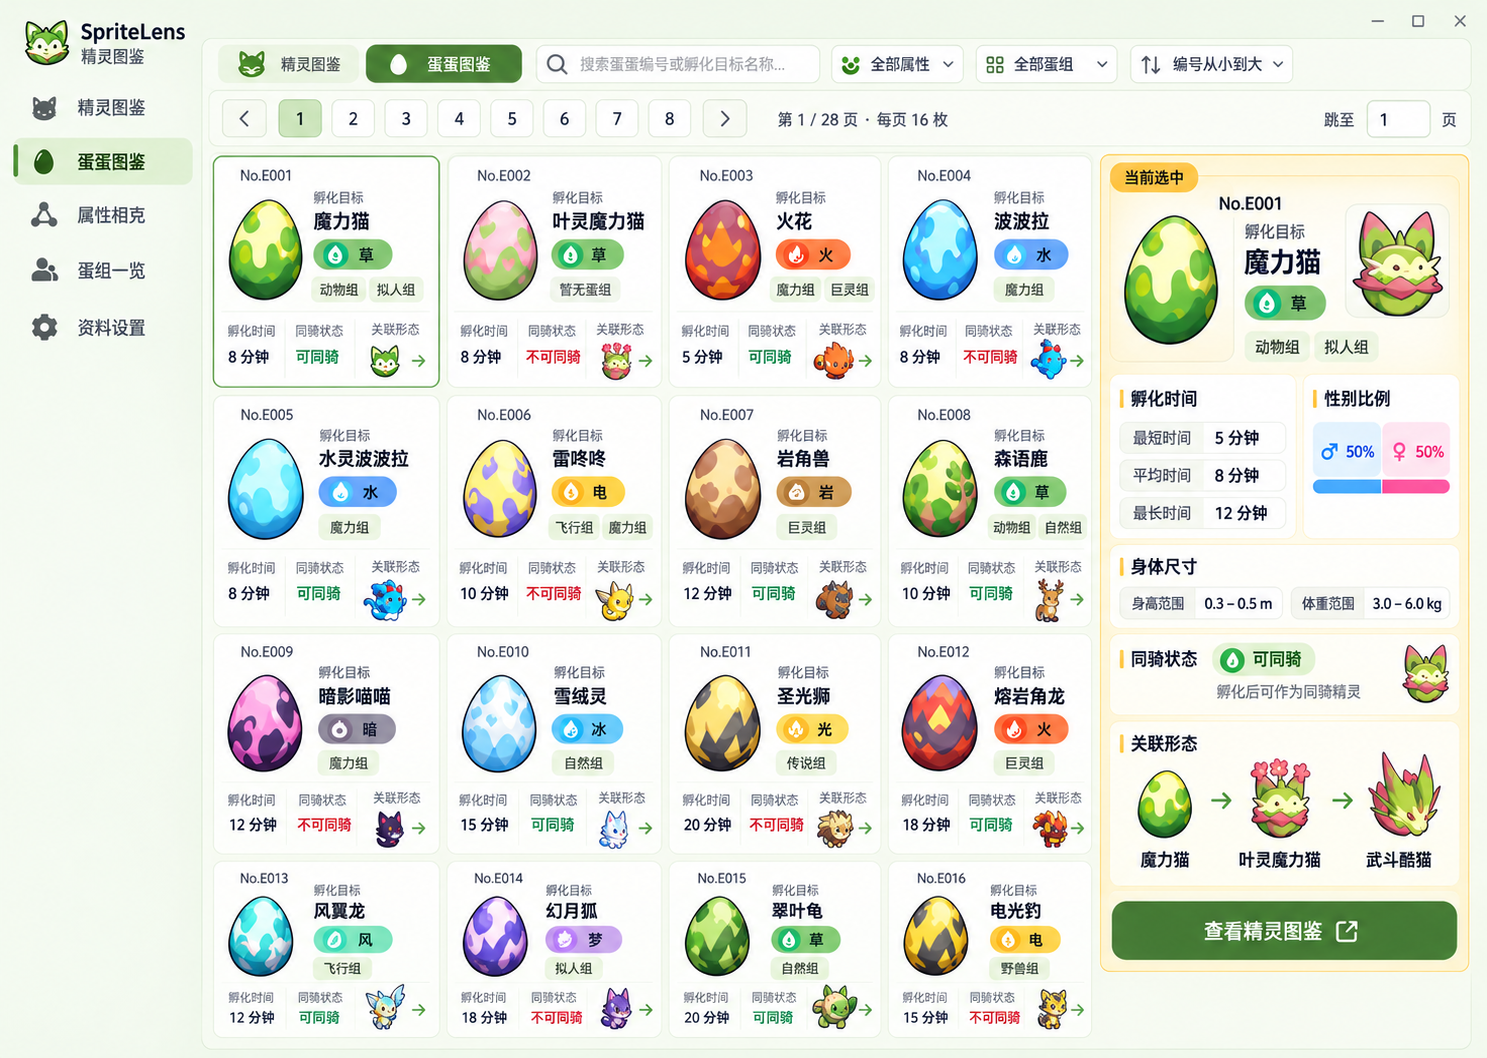 SpriteLens
精灵图鉴
精灵图鉴
蛋蛋图鉴
属性相克
蛋组一览
资料设置
精灵图鉴
蛋蛋图鉴
搜索蛋蛋编号或孵化目标名称...
全部属性
全部蛋组
编号从小到大
1 2 3 4 5 6 7 8
第 1 / 28 页 · 每页 16 枚
跳至 1 页
No.E001
孵化目标
魔力猫
草
动物组 拟人组
孵化时间 同骑状态 关联形态
8 分钟 可同骑
No.E002
孵化目标
叶灵魔力猫
草
暂无蛋组
孵化时间 同骑状态 关联形态
8 分钟 不可同骑
No.E003
孵化目标
火花
火
魔力组 巨灵组
孵化时间 同骑状态 关联形态
5 分钟 可同骑
No.E004
孵化目标
波波拉
水
魔力组
孵化时间 同骑状态 关联形态
8 分钟 不可同骑
No.E005
孵化目标
水灵波波拉
水
魔力组
孵化时间 同骑状态 关联形态
8 分钟 可同骑
No.E006
孵化目标
雷咚咚
电
飞行组 魔力组
孵化时间 同骑状态 关联形态
10 分钟 不可同骑
No.E007
孵化目标
岩角兽
岩
巨灵组
孵化时间 同骑状态 关联形态
12 分钟 可同骑
No.E008
孵化目标
森语鹿
草
动物组 自然组
孵化时间 同骑状态 关联形态
10 分钟 可同骑
No.E009
孵化目标
暗影喵喵
暗
魔力组
孵化时间 同骑状态 关联形态
12 分钟 不可同骑
No.E010
孵化目标
雪绒灵
冰
自然组
孵化时间 同骑状态 关联形态
15 分钟 可同骑
No.E011
孵化目标
圣光狮
光
传说组
孵化时间 同骑状态 关联形态
20 分钟 不可同骑
No.E012
孵化目标
熔岩角龙
火
巨灵组
孵化时间 同骑状态 关联形态
18 分钟 可同骑
No.E013
孵化目标
风翼龙
风
飞行组
孵化时间 同骑状态 关联形态
12 分钟 可同骑
No.E014
孵化目标
幻月狐
梦
拟人组
孵化时间 同骑状态 关联形态
18 分钟 不可同骑
No.E015
孵化目标
翠叶龟
草
自然组
孵化时间 同骑状态 关联形态
20 分钟 可同骑
No.E016
孵化目标
电光豹
电
野兽组
孵化时间 同骑状态 关联形态
15 分钟 不可同骑
当前选中
No.E001
孵化目标
魔力猫
草
动物组 拟人组
孵化时间
最短时间 5 分钟
平均时间 8 分钟
最长时间 12 分钟
性别比例
♂ 50% ♀ 50%
身体尺寸
身高范围 0.3 – 0.5 m 体重范围 3.0 – 6.0 kg
同骑状态 可同骑
孵化后可作为同骑精灵
关联形态
魔力猫 叶灵魔力猫 武斗酷猫
查看精灵图鉴